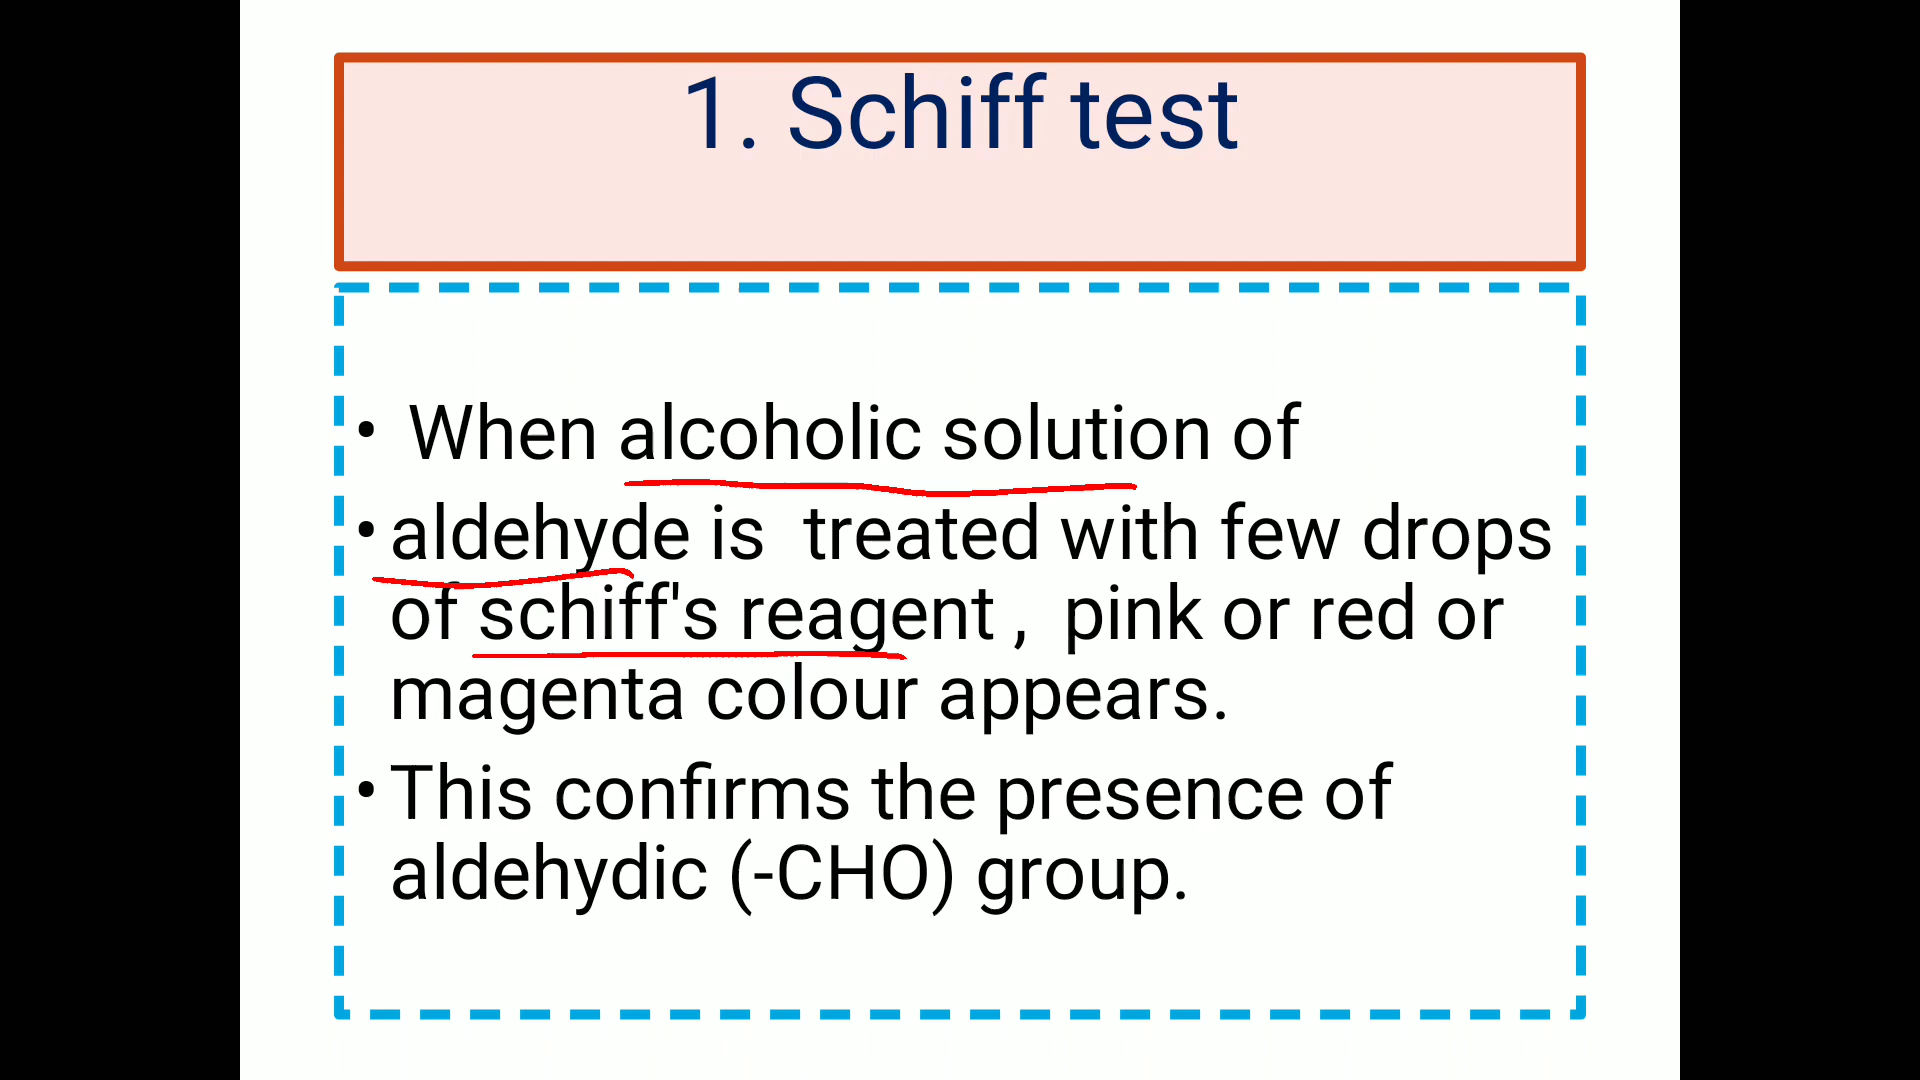 1. Schiff test
• When alcoholic solution of
• aldehyde is  treated with few drops
of schiff's reagent ,  pink or red or
magenta colour appears.
• This confirms the presence of
aldehydic (-CHO) group.